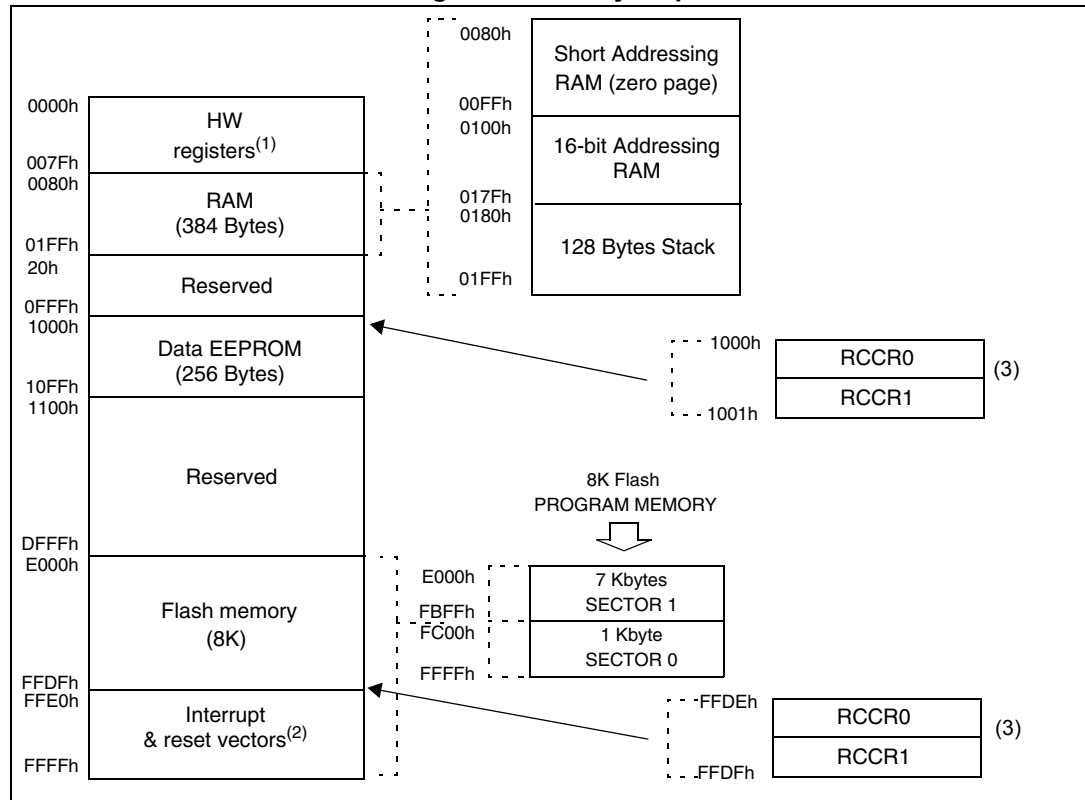 0000h
HW
registers(1)
007Fh
0080h
RAM
(384 Bytes)
01FFh
20h
Reserved
0FFFh
1000h
Data EEPROM
(256 Bytes)
10FFh
1100h
Reserved
DFFFh
E000h
Flash memory
(8K)
FFDFh
FFE0h
Interrupt
& reset vectors(2)
FFFFh
0080h
Short Addressing
RAM (zero page)
00FFh
0100h
16-bit Addressing
RAM
017Fh
0180h
128 Bytes Stack
01FFh
1000h
RCCR0
(3)
RCCR1
1001h
8K Flash
PROGRAM MEMORY
E000h
7 Kbytes
SECTOR 1
FBFFh
FC00h
1 Kbyte
SECTOR 0
FFFFh
FFDEh
RCCR0
(3)
RCCR1
FFDFh